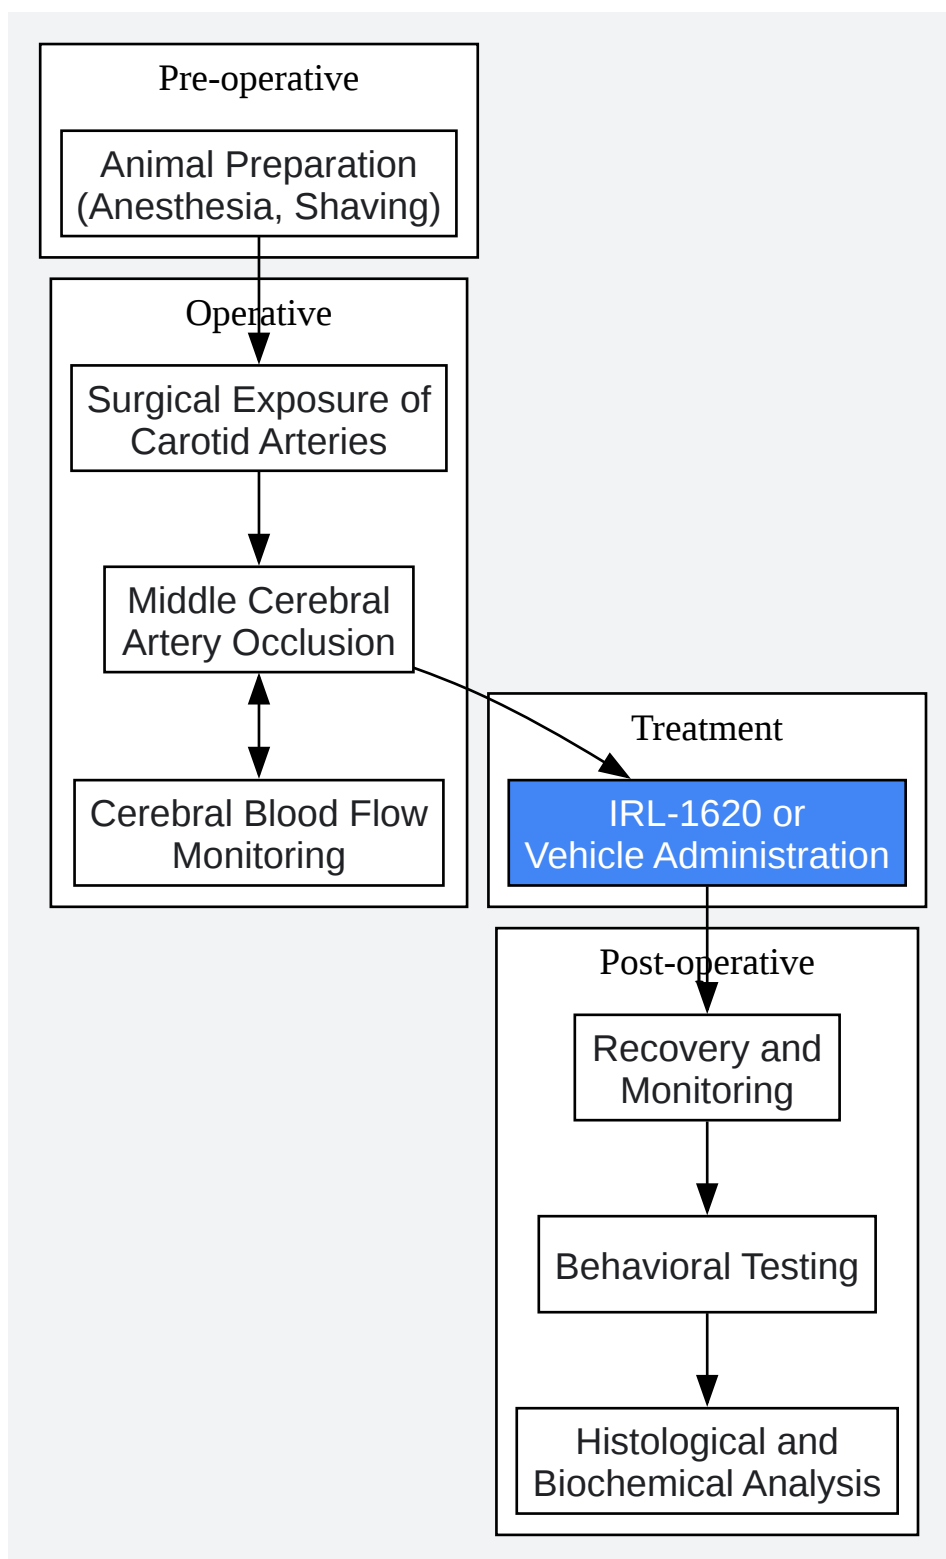 Pre-operative
Animal Preparation
(Anesthesia, Shaving)
Operative
Surgical Exposure of
Carotid Arteries
Middle Cerebral
Artery Occlusion
Cerebral Blood Flow
Monitoring
Treatment
IRL-1620 or
Vehicle Administration
Post-operative
Recovery and
Monitoring
Behavioral Testing
Histological and
Biochemical Analysis